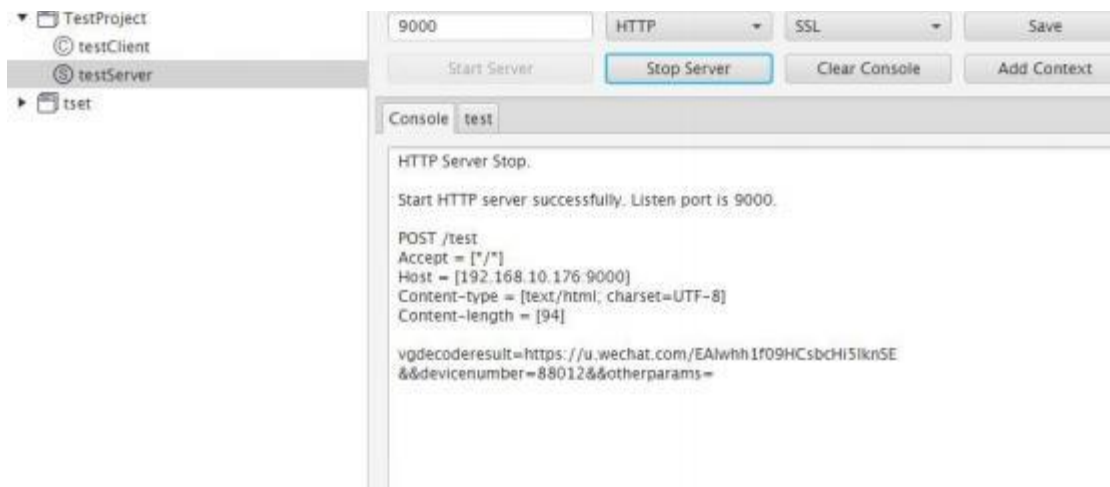 TestProject
testClient
testServer
tset
9000
HTTP
SSL
Save
Start Server
Stop Server
Clear Console
Add Context
Console
test
HTTP Server Stop.
Start HTTP server successfully. Listen port is 9000.
POST /test
Accept = [*/*]
Host = [192.168.10.176:9000]
Content-type = [text/html; charset=UTF-8]
Content-length = [94]
vgdecoderesult=https://u.wechat.com/EAlwhh1f09HCsbcHi5lknSE
&&devicenumber=88012&&otherparams=